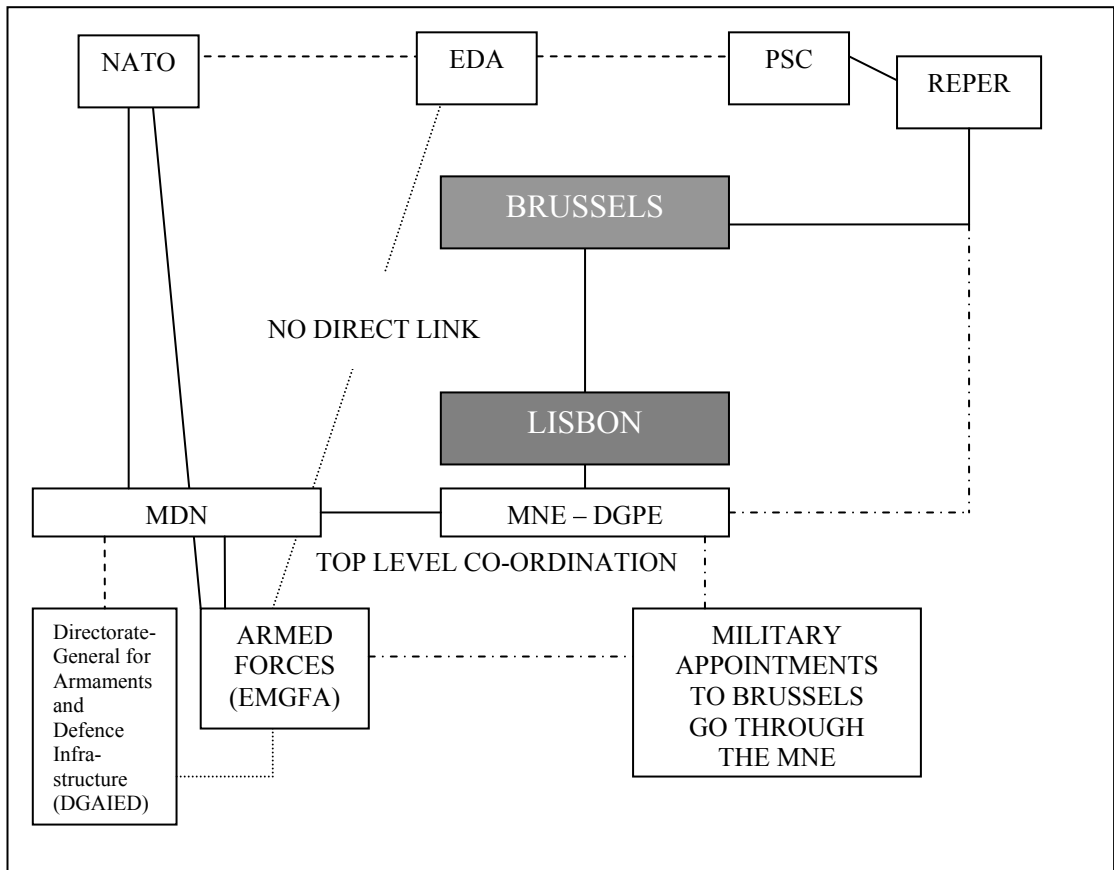 NATO
EDA
PSC
REPER
BRUSSELS
NO DIRECT LINK
LISBON
MDN
MNE – DGPE
TOP LEVEL CO-ORDINATION
Directorate-
General for
Armaments
and
Defence
Infra-
structure
(DGAIED)
ARMED
FORCES
(EMGFA)
MILITARY
APPOINTMENTS
TO BRUSSELS
GO THROUGH
THE MNE